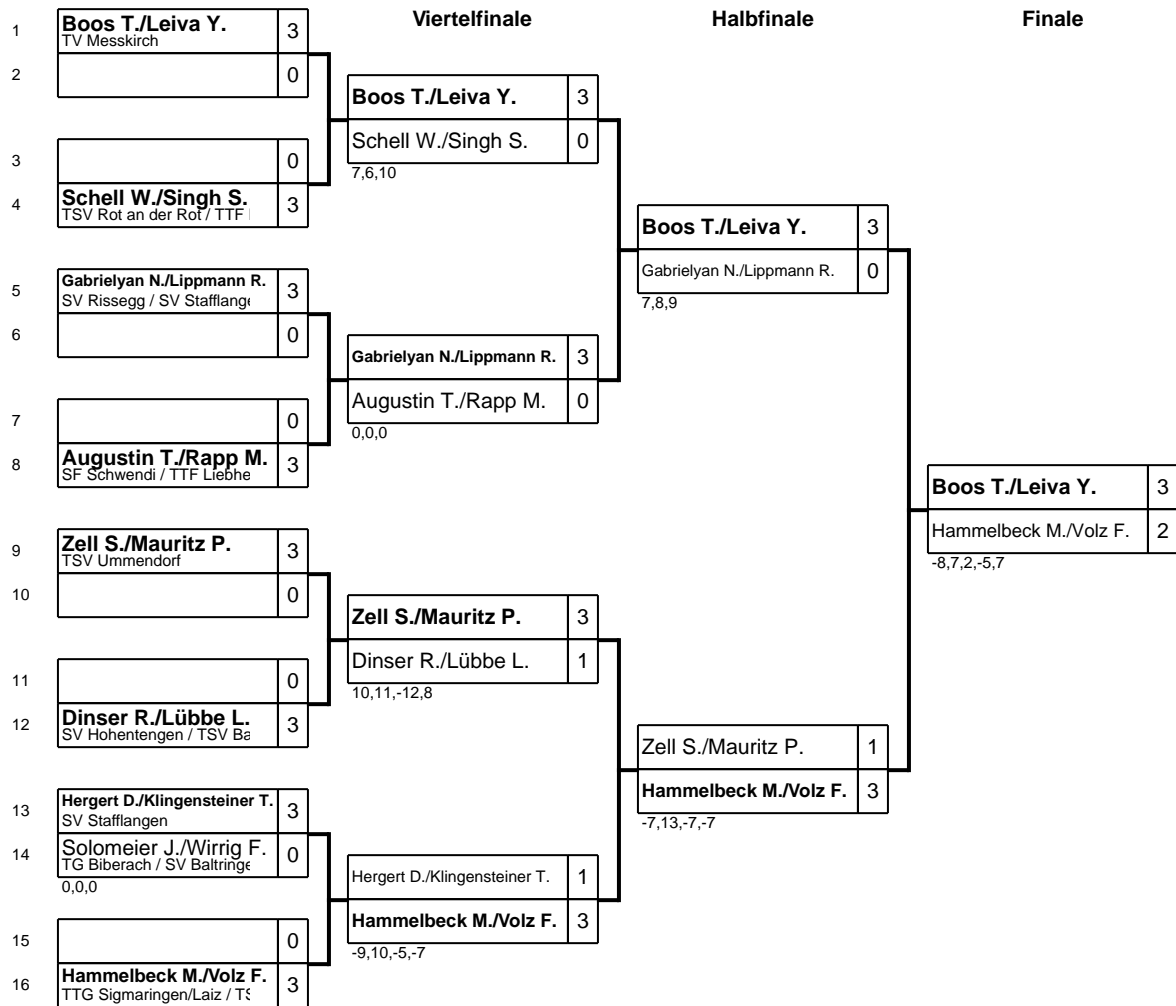 Viertelfinale
Halbfinale
Finale
1
Boos T./Leiva Y.
TV Messkirch
3
2
0
3
0
4
Schell W./Singh S.
TSV Rot an der Rot / TTF
3
5
Gabrielyan N./Lippmann R.
SV Rissegg / SV Stafflange
3
6
0
7
0
8
Augustin T./Rapp M.
SF Schwendi / TTF Liebhe
3
9
Zell S./Mauritz P.
TSV Ummendorf
3
10
0
11
0
12
Dinser R./Lübbe L.
SV Hohentengen / TSV Ba
3
13
Hergert D./Klingensteiner T.
SV Stafflangen
3
14
Solomeier J./Wirrig F.
TG Biberach / SV Baltringe
0
0,0,0
15
0
16
Hammelbeck M./Volz F.
TTG Sigmaringen/Laiz / TS
3
Boos T./Leiva Y. 3
Schell W./Singh S. 0
7,6,10
Gabrielyan N./Lippmann R. 3
Augustin T./Rapp M. 0
0,0,0
Zell S./Mauritz P. 3
Dinser R./Lübbe L. 1
10,11,-12,8
Hergert D./Klingensteiner T. 1
Hammelbeck M./Volz F. 3
-9,10,-5,-7
Boos T./Leiva Y. 3
Gabrielyan N./Lippmann R. 0
7,8,9
Zell S./Mauritz P. 1
Hammelbeck M./Volz F. 3
-7,13,-7,-7
Boos T./Leiva Y. 3
Hammelbeck M./Volz F. 2
-8,7,2,-5,7